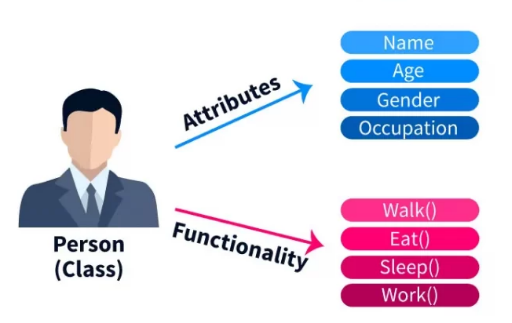 Attributes
Name
Age
Gender
Occupation
Person
(Class)
Functionality
Walk()
Eat()
Sleep()
Work()